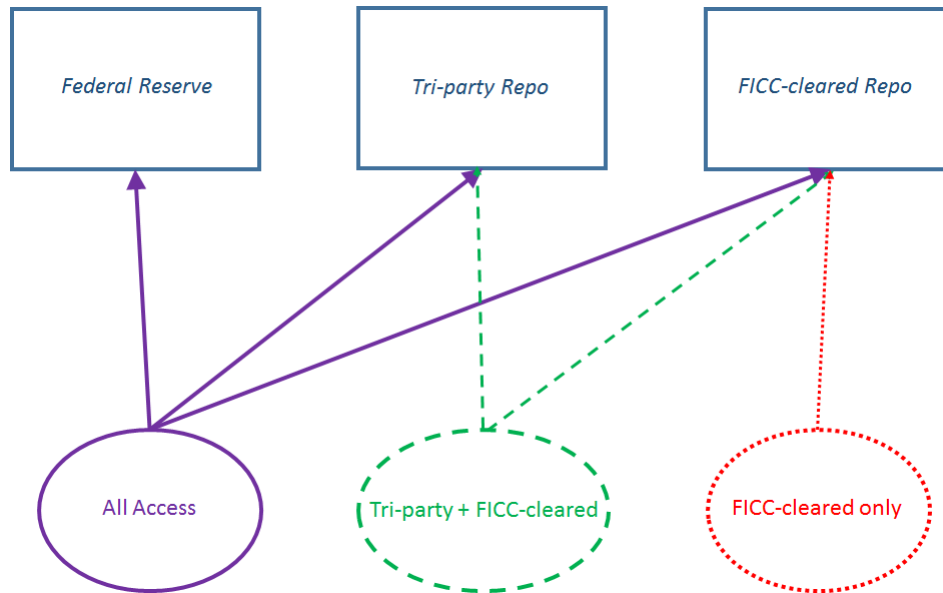 Federal Reserve
Tri-party Repo
FICC-cleared Repo
All Access
Tri-party + FICC-cleared
FICC-cleared only